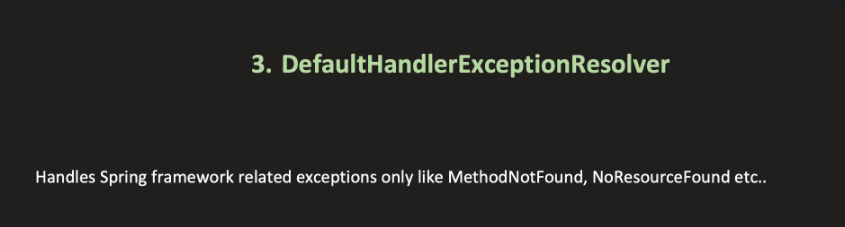 3. DefaultHandlerExceptionResolver
Handles Spring framework related exceptions only like MethodNotFound, NoResourceFound etc..